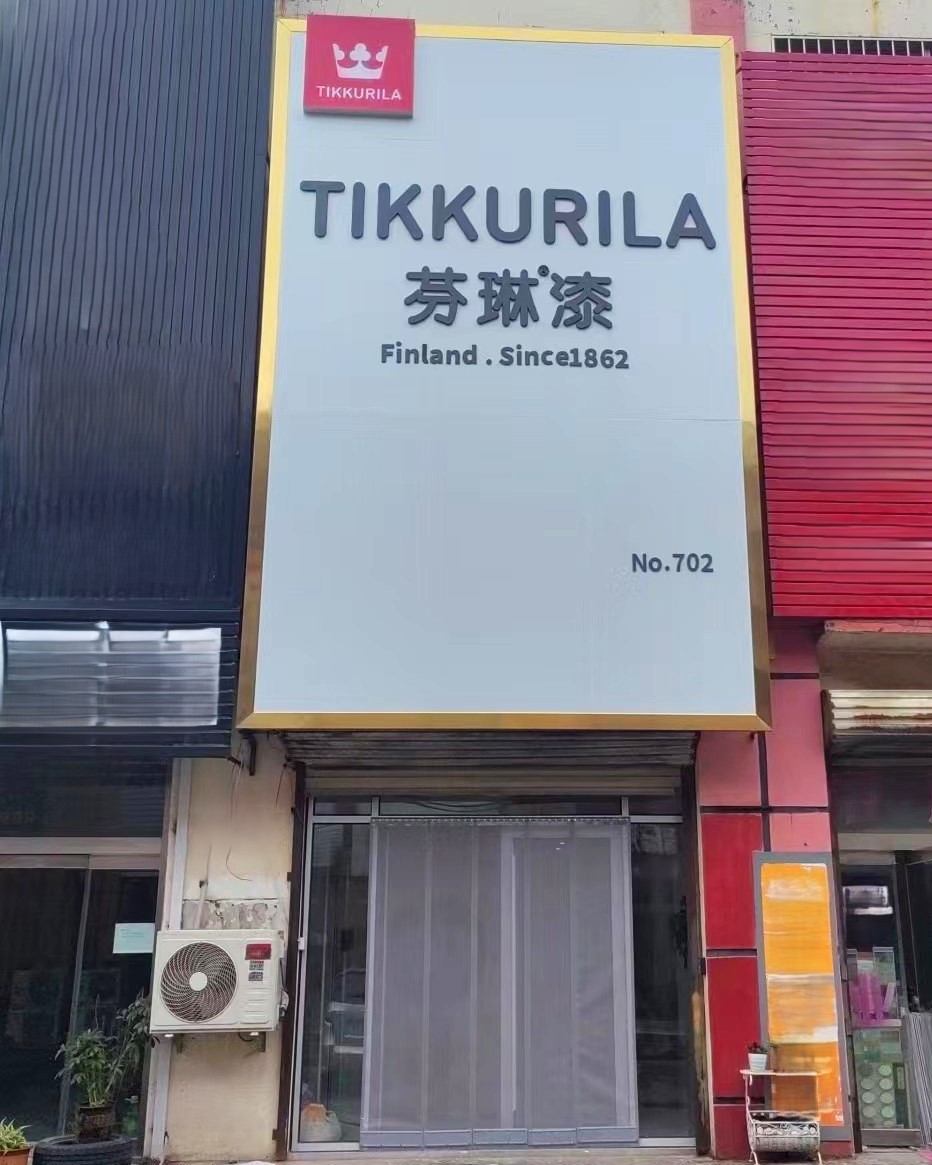 TIKKURILA
TIKKURILA
芬琳®漆
Finland . Since1862
No.702